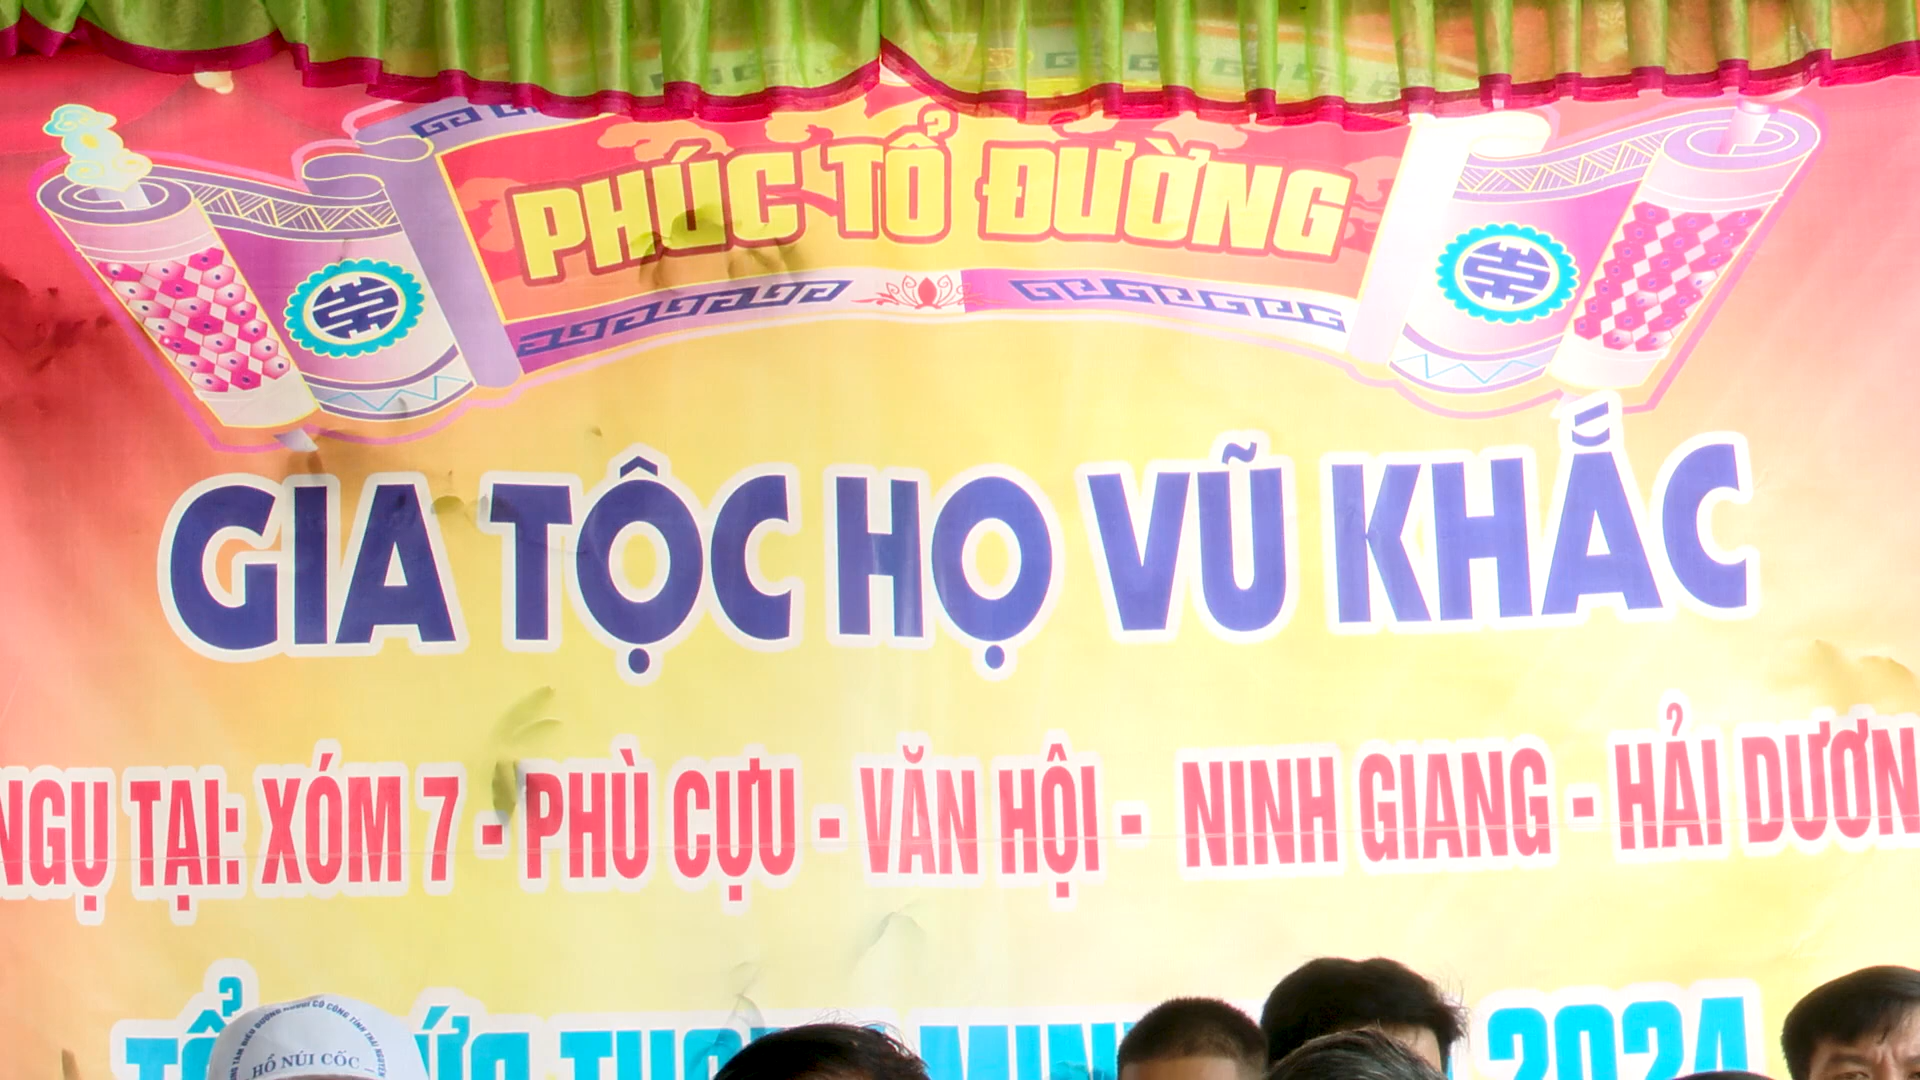 PHÚC TỔ ĐƯỜNG
GIA TỘC HỌ VŨ KHẮC
NGỤ TẠI: XÓM 7 - PHÙ CỰU - VĂN HỘI - NINH GIANG - HẢI DƯƠN
2024
HỒ NÚI CỐC